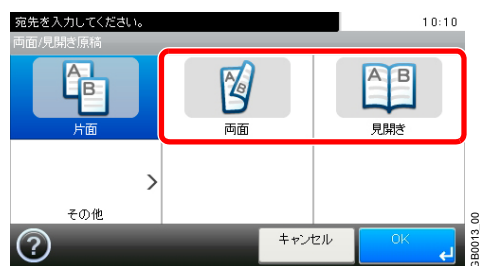 宛先を入力してください。
10:10
両面/見開き原稿
A
B
片面
A
B
両面
A B
見開き
>
その他
?
キャンセル
OK
GB0013_00